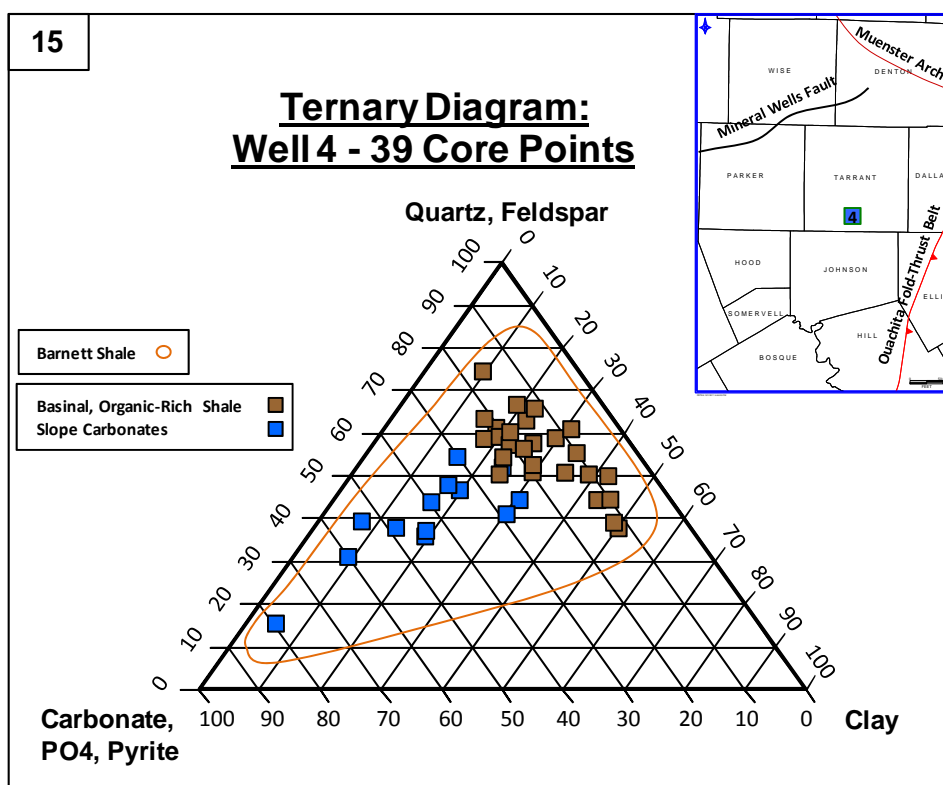 15
Ternary Diagram:
Well 4 - 39 Core Points
Quartz, Feldspar
Barnett Shale
Basinal, Organic-Rich Shale
Slope Carbonates
100
90
80
70
60
50
40
30
20
10
0
0
10
20
30
40
50
60
70
80
90
100
100 90 80 70 60 50 40 30 20 10 0
Carbonate,
PO4, Pyrite
Clay
Muenster Arch
WISE
DENTON
Mineral Wells Fault
PARKER
TARRANT
DALLA
4
Ouachita Fold-Thrust Belt
HOOD
JOHNSON
ELLI
SOMERVELL
HILL
BOSQUE
FEET